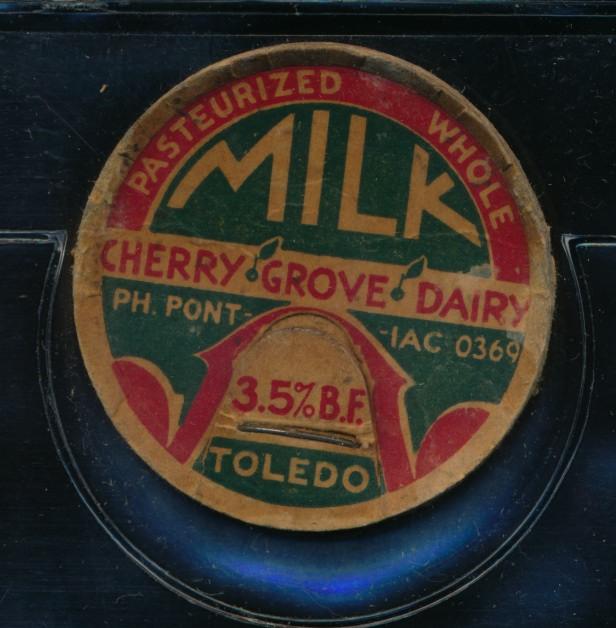 PASTEURIZED WHOLE
MILK
CHERRY GROVE DAIRY
PH. PONT- -IAC 0369
3.5% B.F.
TOLEDO